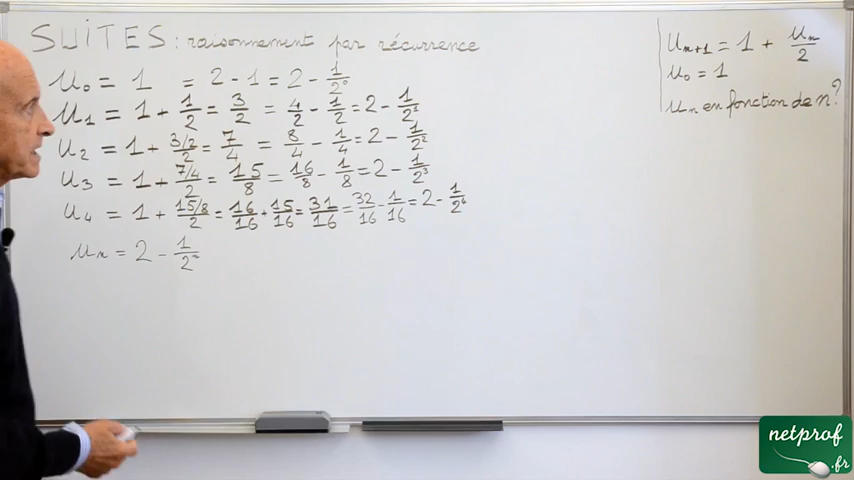 SUITES : raisonnement par récurrence
u₀ = 1 = 2 - 1 = 2 - 1/2⁰
u₁ = 1 + 1/2 = 3/2 = 4/2 - 1/2 = 2 - 1/2¹
u₂ = 1 + (3/2)/2 = 7/4 = 8/4 - 1/4 = 2 - 1/2²
u₃ = 1 + (7/4)/2 = 15/8 = 16/8 - 1/8 = 2 - 1/2³
u₄ = 1 + (15/8)/2 = 16/16 + 15/16 = 31/16 = 32/16 - 1/16 = 2 - 1/2⁴
uₙ = 2 - 1/2ⁿ
uₙ₊₁ = 1 + uₙ/2
u₀ = 1
uₙ en fonction de n ?
netprof
.fr